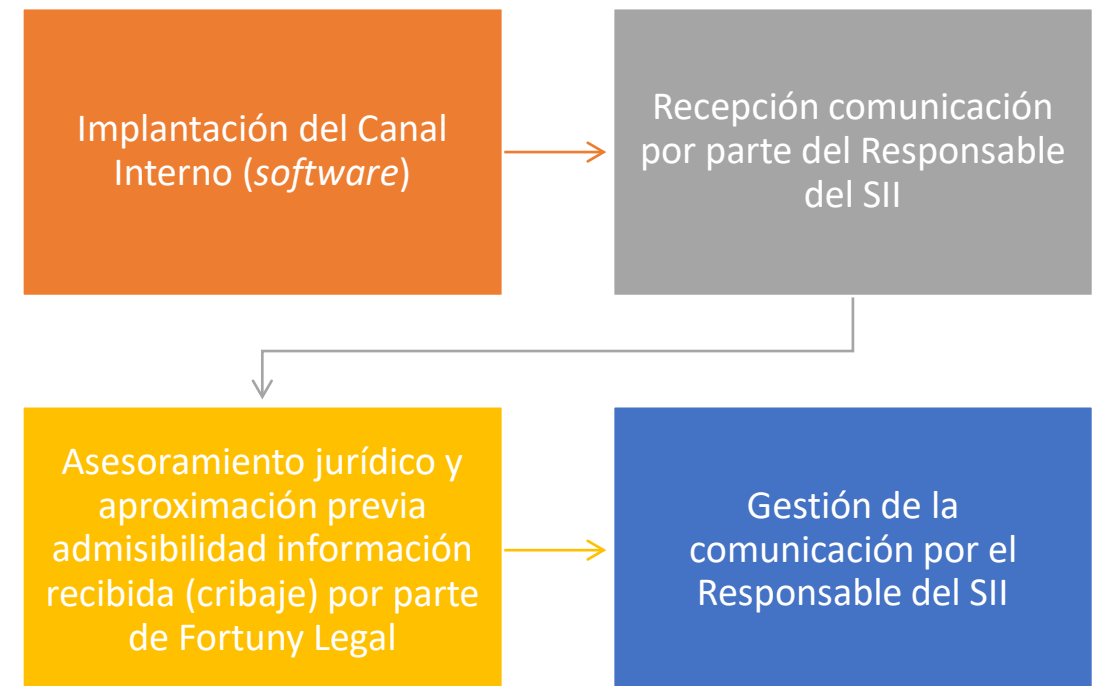 Implantación del Canal
Interno (software)
Recepción comunicación
por parte del Responsable
del SII
Asesoramiento jurídico y
aproximación previa
admisibilidad información
recibida (cribaje) por parte
de Fortuny Legal
Gestión de la
comunicación por el
Responsable del SII